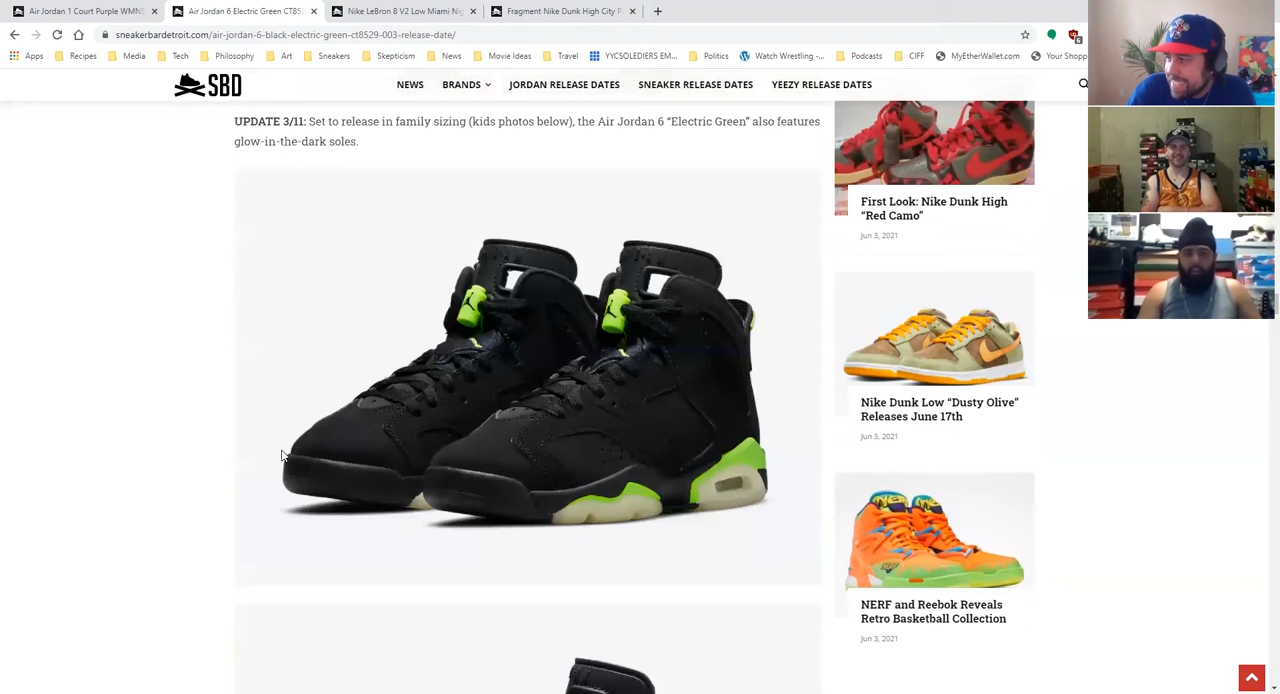 Air Jordan 1 Court Purple WMNS
Air Jordan 6 Electric Green CT852
Nike LeBron 8 V2 Low Miami Nig
Fragment Nike Dunk High City P
sneakerbardetroit.com/air-jordan-6-black-electric-green-ct8529-003-release-date/
Apps
Recipes
Media
Tech
Philosophy
Art
Sneakers
Skepticism
News
Movie Ideas
Travel
YYCSOLEDIERS EM...
Politics
Watch Wrestling -...
Podcasts
CIFF
MyEtherWallet.com
Your Shopp
SBD
NEWS
BRANDS
JORDAN RELEASE DATES
SNEAKER RELEASE DATES
YEEZY RELEASE DATES
UPDATE 3/11: Set to release in family sizing (kids photos below), the Air Jordan 6 “Electric Green” also features
glow-in-the-dark soles.
First Look: Nike Dunk High
“Red Camo”
Jun 3, 2021
Nike Dunk Low “Dusty Olive”
Releases June 17th
Jun 3, 2021
NERF and Reebok Reveals
Retro Basketball Collection
Jun 3, 2021